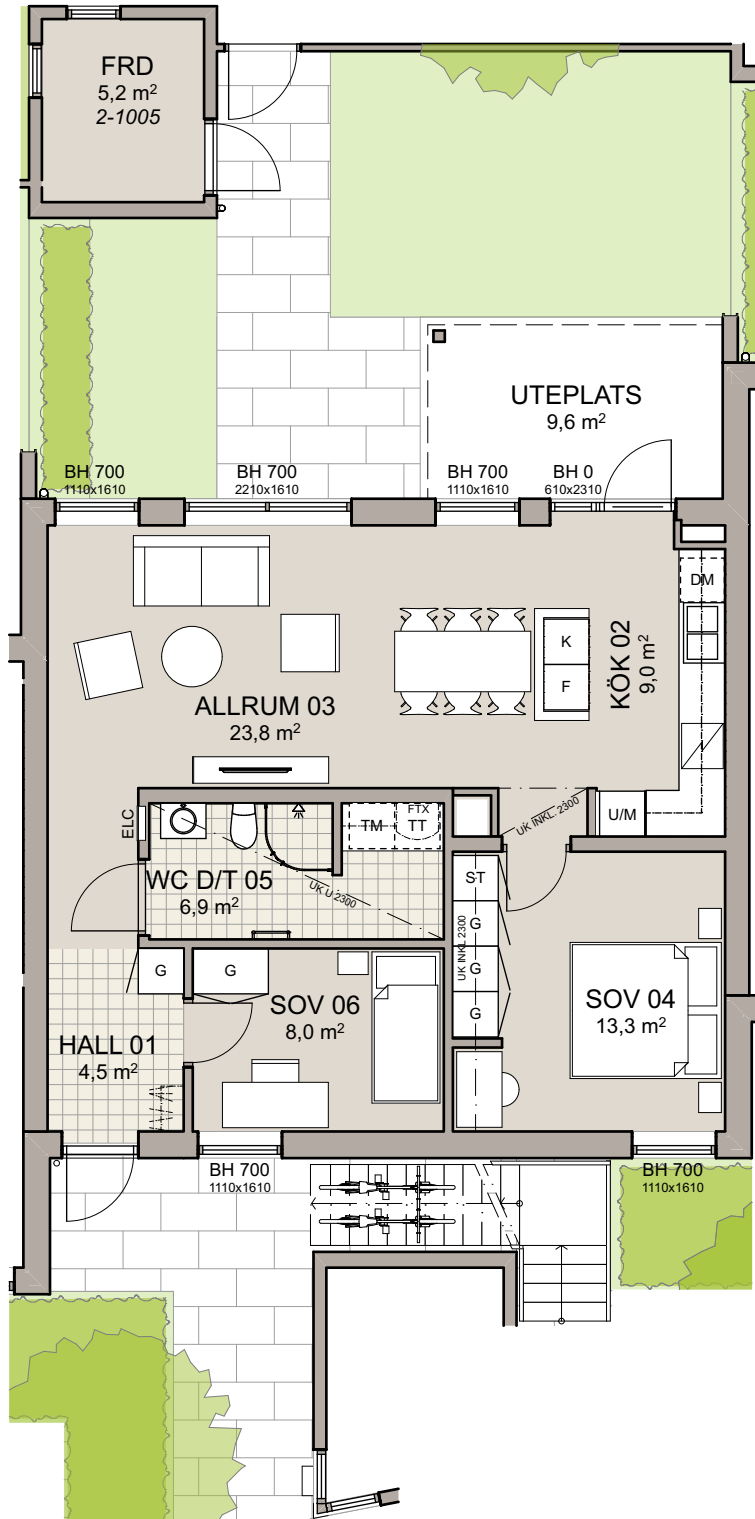 FRD
5,2 m²
2-1005
UTEPLATS
9,6 m²
BH 700
1110x1610
BH 700
2210x1610
BH 700
1110x1610
BH 0
610x2310
DM
K
F
KÖK 02
9,0 m²
ALLRUM 03
23,8 m²
ELC
TM
FTX
TT
UK INKL. 2300
U/M
WC D/T 05
6,9 m²
UK U 2300
ST
G
G
G
UK INKL 2300
G
G
SOV 06
8,0 m²
SOV 04
13,3 m²
HALL 01
4,5 m²
BH 700
1110x1610
BH 700
1110x1610